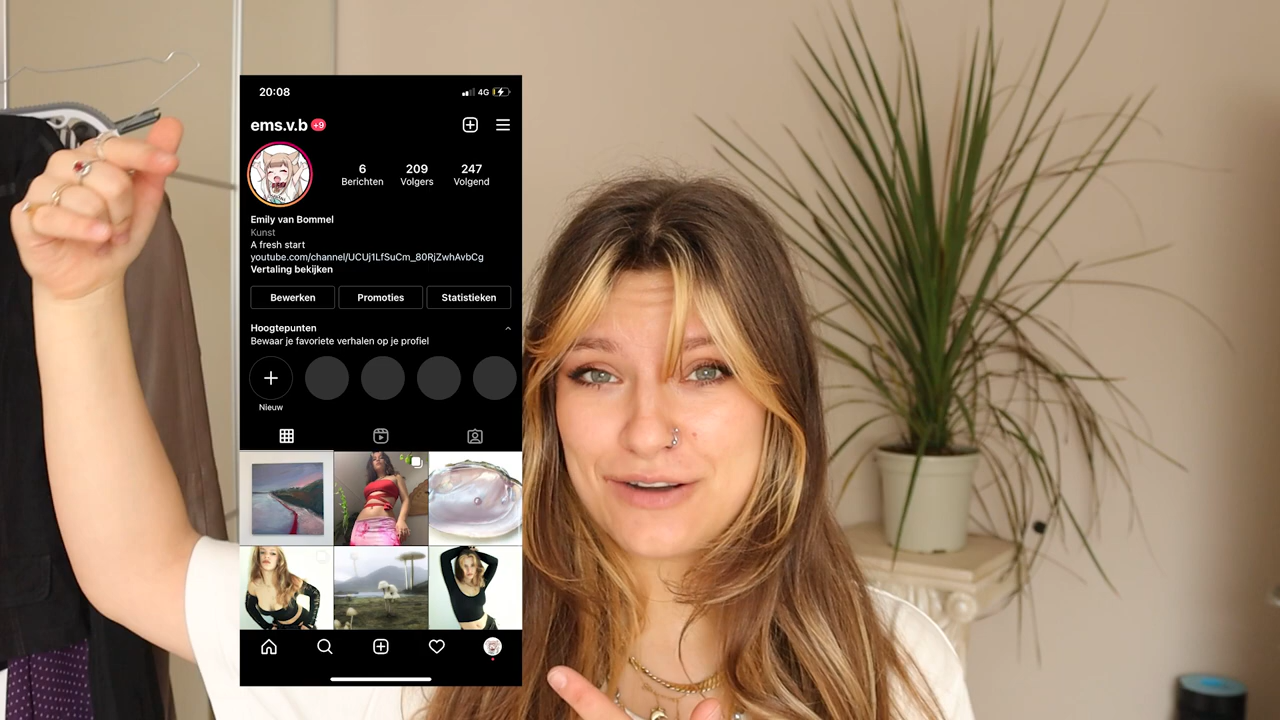 20:08 4G
ems.v.b +9
6 209 247
Berichten Volgers Volgend
Emily van Bommel
Kunst
A fresh start
youtube.com/channel/UCUj1LfSuCm_80RjZwhAvbCg
Vertaling bekijken
Bewerken Promoties Statistieken
Hoogtepunten
Bewaar je favoriete verhalen op je profiel
Nieuw